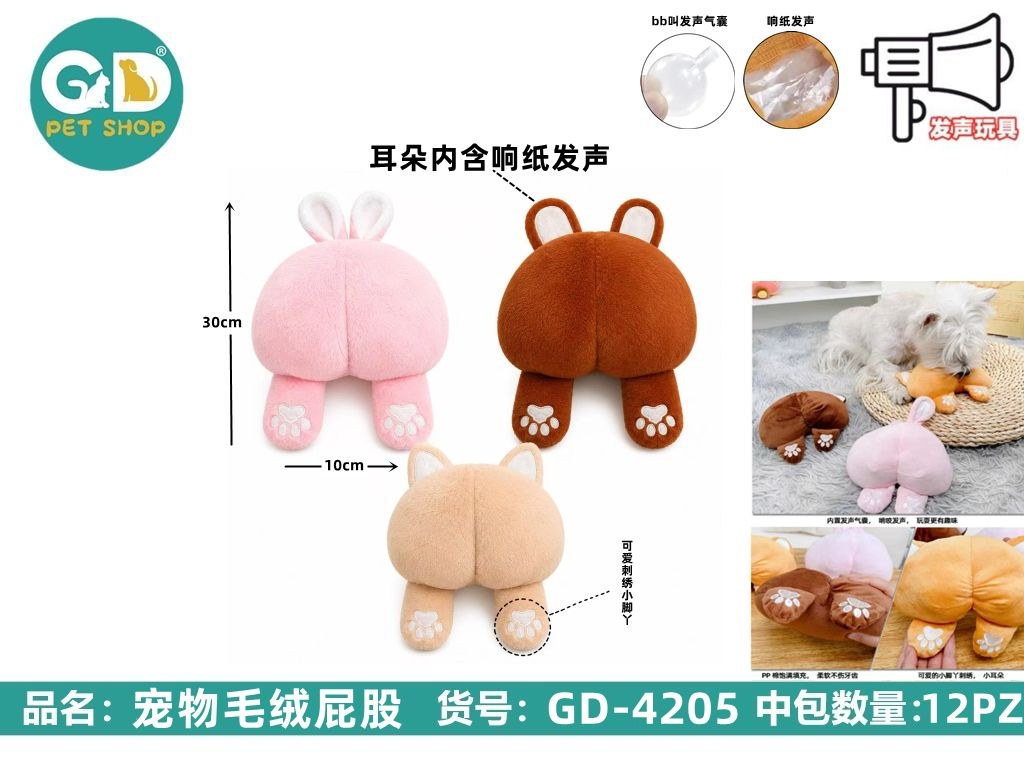 GD®
PET SHOP
bb叫发声气囊
响纸发声
发声玩具
耳朵内含响纸发声
30cm
10cm
可爱刺绣小脚丫
内置发声气囊，啃咬发声，玩耍更有趣味
PP棉饱满填充，柔软不伤牙齿
可爱的小脚丫刺绣，小耳朵
品名：宠物毛绒屁股 货号：GD-4205 中包数量:12PZ